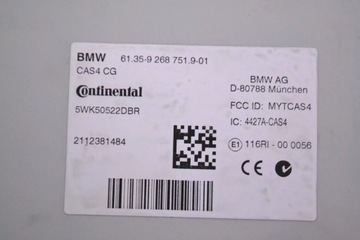 BMW 61.35-9 268 751.9-01
CAS4 CG
Continental
5WK50522DBR
2112381484
BMW AG
D-80788 München
FCC ID: MYTCAS4
IC: 4427A-CAS4
E1 116RI - 00 0056
CE